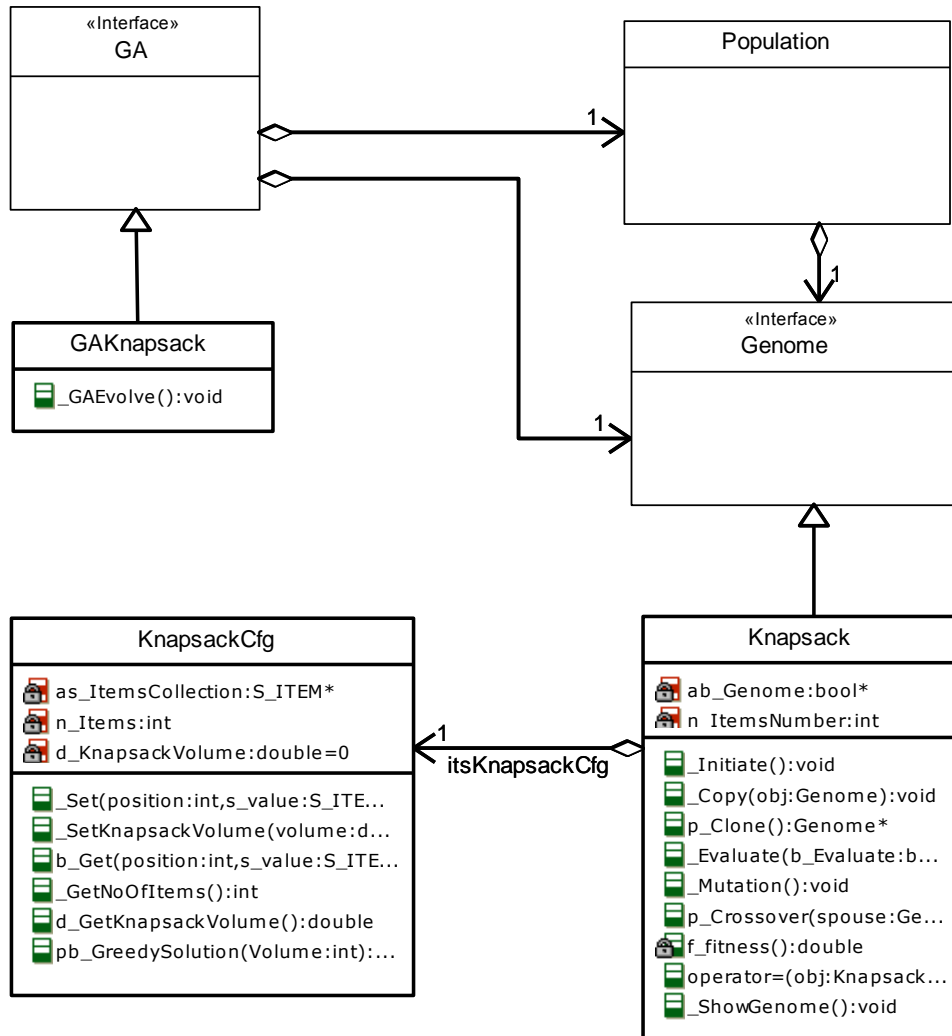 «Interface»
GA
Population
1
1
1
GAKnapsack
_GAEvolve():void
«Interface»
Genome
KnapsackCfg
as_ItemsCollection:S_ITEM*
n_Items:int
d_KnapsackVolume:double=0
_Set(position:int,s_value:S_ITE...
_SetKnapsackVolume(volume:d...
b_Get(position:int,s_value:S_ITE...
_GetNoOfItems():int
d_GetKnapsackVolume():double
pb_GreedySolution(Volume:int):...
1
itsKnapsackCfg
Knapsack
ab_Genome:bool*
n_ItemsNumber:int
_Initiate():void
_Copy(obj:Genome):void
p_Clone():Genome*
_Evaluate(b_Evaluate:b...
_Mutation():void
p_Crossover(spouse:Ge...
f_fitness():double
operator=(obj:Knapsack...
_ShowGenome():void